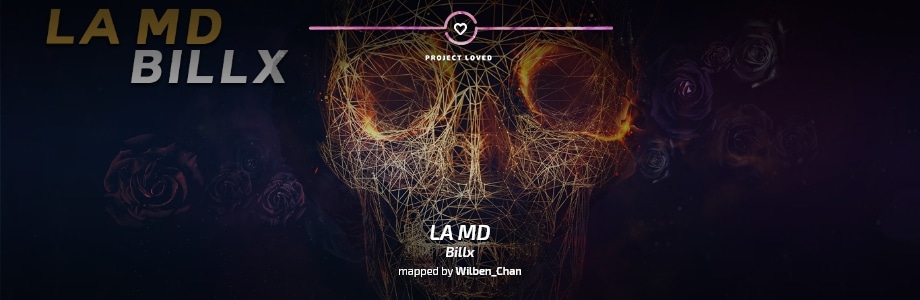 LA MD
BILLX
PROJECT LOVED
LA MD
Billx
mapped by Wilben_Chan